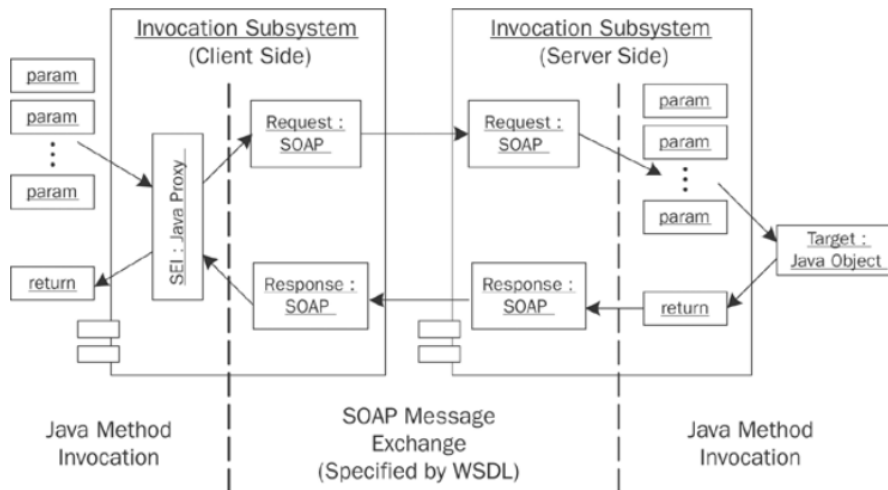 Invocation Subsystem
(Client Side)
Invocation Subsystem
(Server Side)
param
param
param
return
SEI : Java Proxy
Request :
SOAP
Response :
SOAP
Request :
SOAP
Response :
SOAP
param
param
param
return
Target :
Java Object
Java Method
Invocation
SOAP Message
Exchange
(Specified by WSDL)
Java Method
Invocation